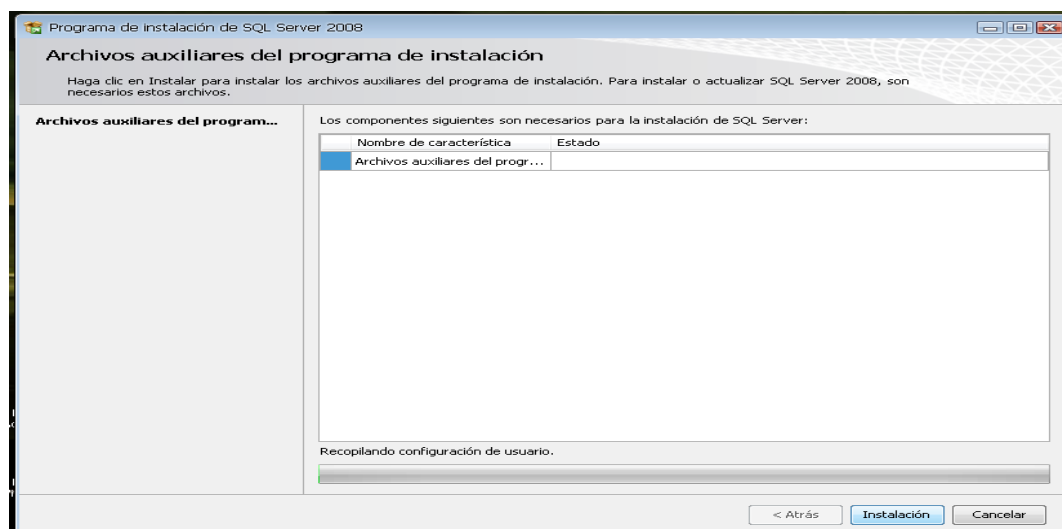 Programa de instalación de SQL Server 2008
Archivos auxiliares del programa de instalación
Haga clic en Instalar para instalar los archivos auxiliares del programa de instalación. Para instalar o actualizar SQL Server 2008, son
necesarios estos archivos.
Archivos auxiliares del program...
Los componentes siguientes son necesarios para la instalación de SQL Server:
Nombre de característica Estado
Archivos auxiliares del progr...
Recopilando configuración de usuario.
< Atrás Instalación Cancelar